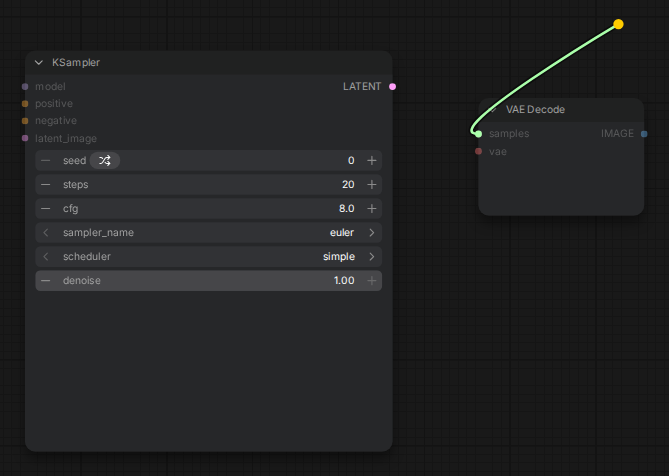 KSampler
model
LATENT
positive
negative
latent_image
seed 0
steps 20
cfg 8.0
sampler_name euler
scheduler simple
denoise 1.00
VAE Decode
samples IMAGE
vae